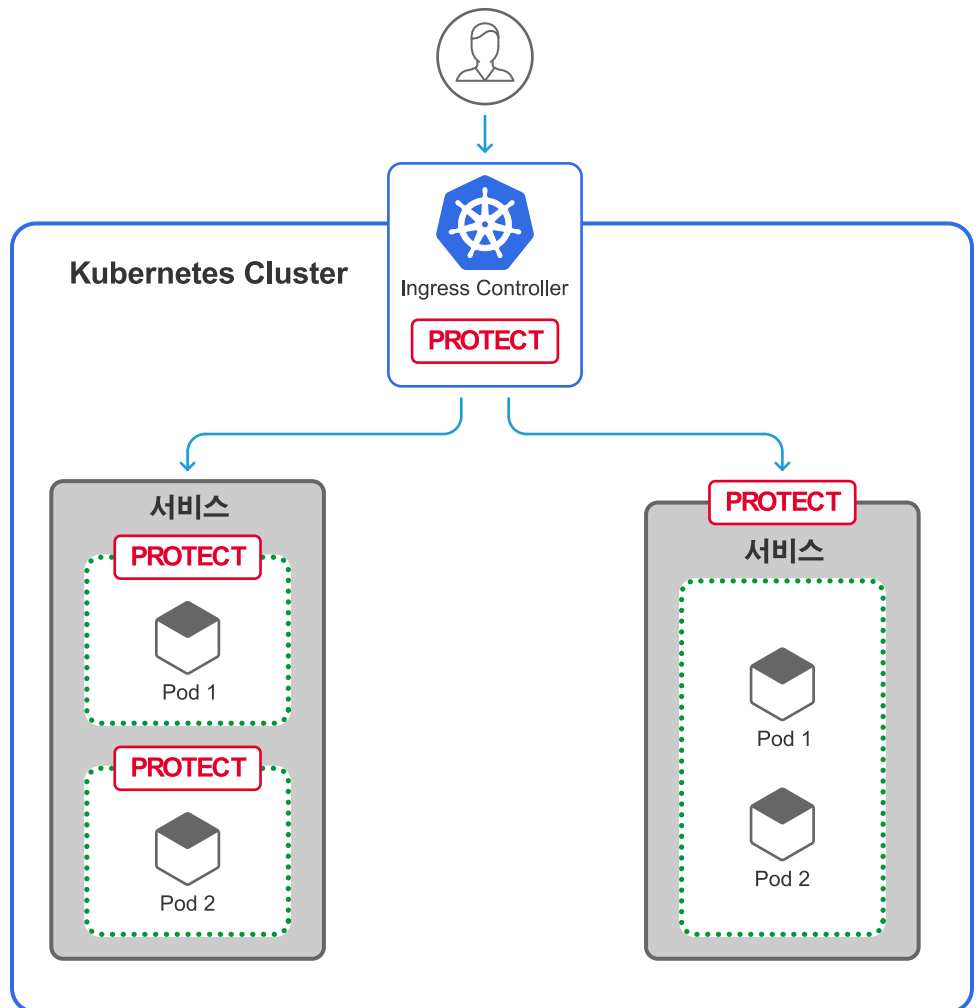 Kubernetes Cluster
Ingress Controller
PROTECT
서비스
PROTECT
Pod 1
PROTECT
Pod 2
PROTECT
서비스
Pod 1
Pod 2